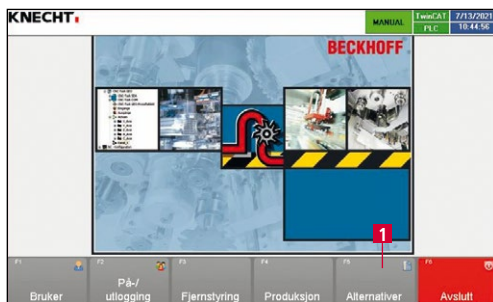 KNECHT
MANUAL
TwinCAT 7/13/2021
PLC 10:44:56
BECKHOFF
1
F1 F2 F3 F4 F5 F6
Bruker På-/utlogging Fjernstyring Produksjon Alternativer Avslutt